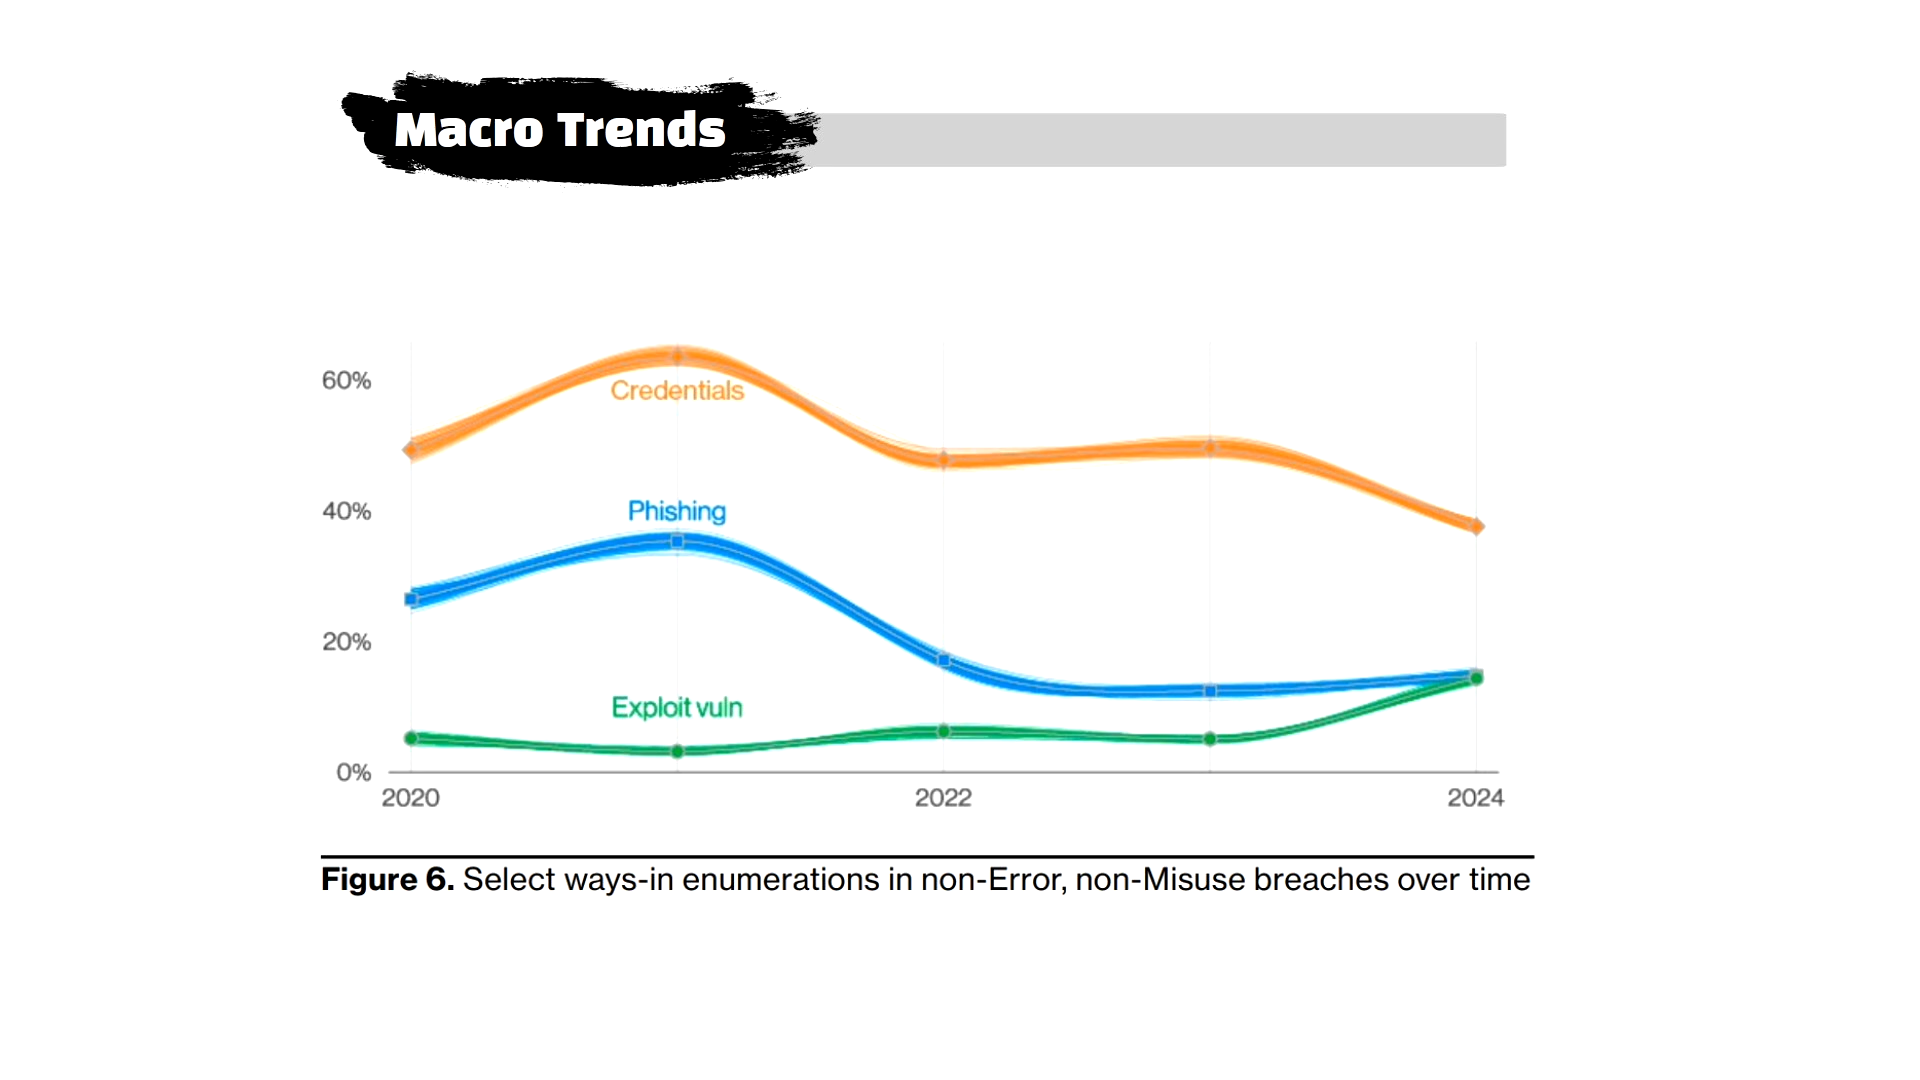 Macro Trends
60%
Credentials
40%
Phishing
20%
Exploit vuln
0%
2020 2022 2024
Figure 6. Select ways-in enumerations in non-Error, non-Misuse breaches over time